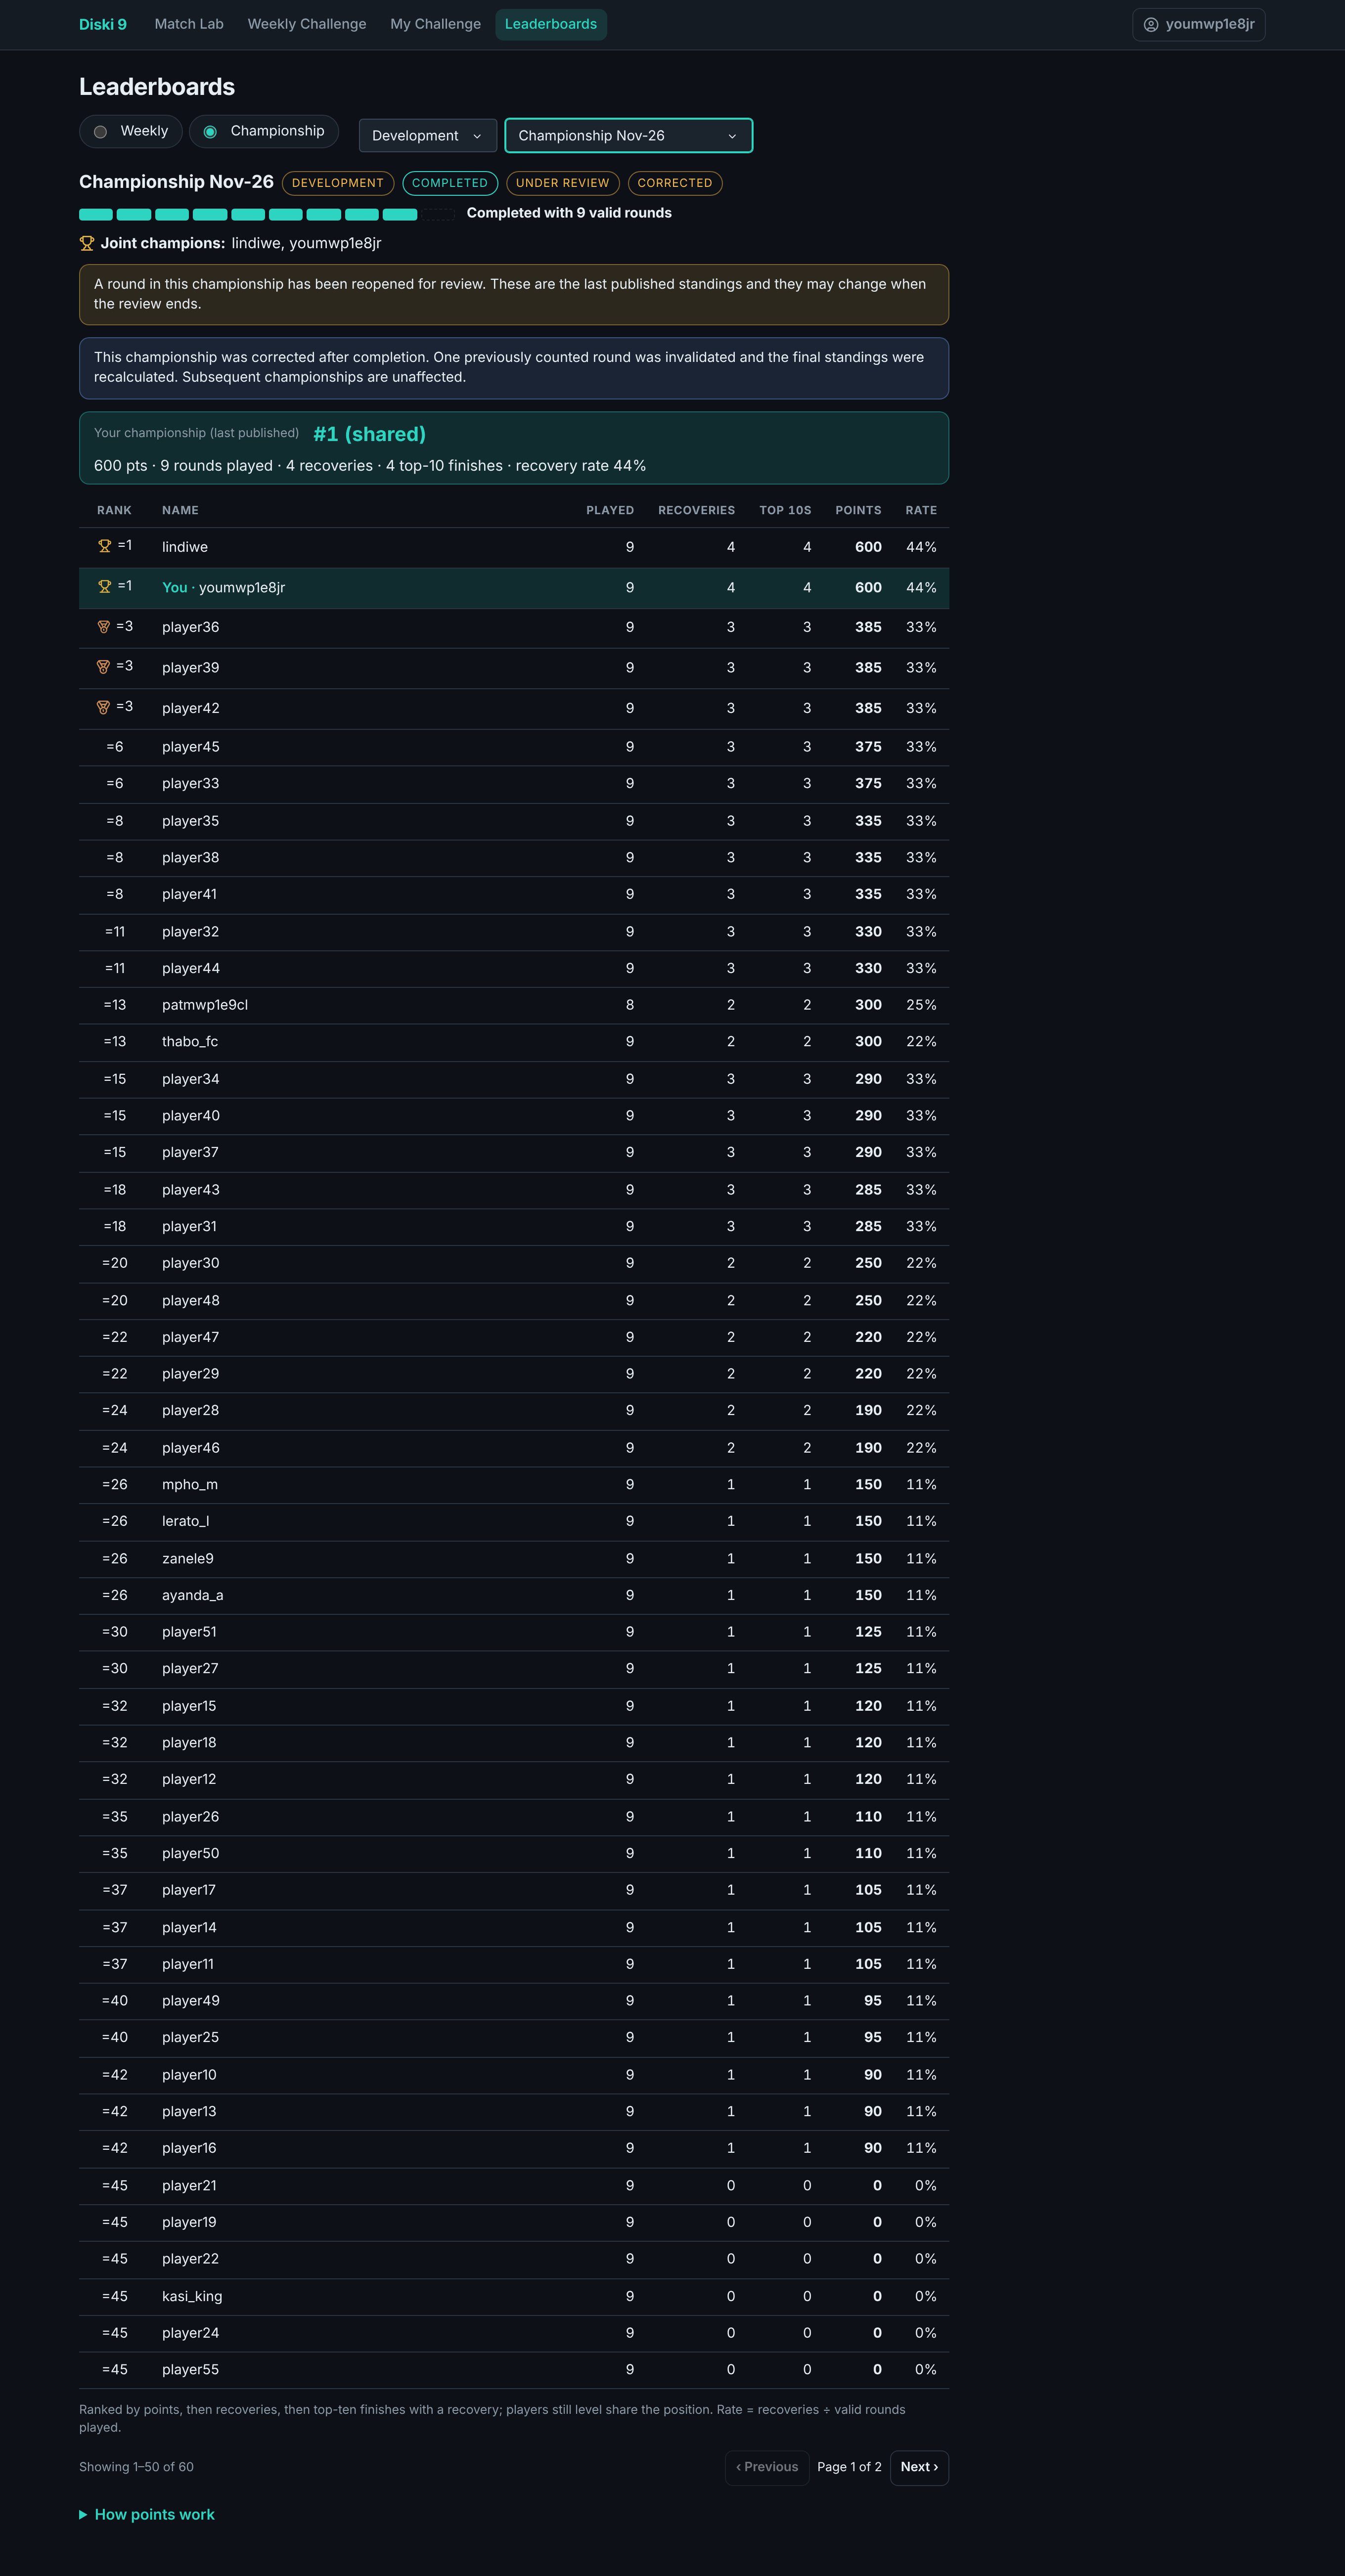 Diski 9 Match Lab Weekly Challenge My Challenge Leaderboards youmwp1e8jr
Leaderboards
Weekly Championship Development Championship Nov-26
Championship Nov-26 DEVELOPMENT COMPLETED UNDER REVIEW CORRECTED
Completed with 9 valid rounds
Joint champions: lindiwe, youmwp1e8jr
A round in this championship has been reopened for review. These are the last published standings and they may change when
the review ends.
This championship was corrected after completion. One previously counted round was invalidated and the final standings were
recalculated. Subsequent championships are unaffected.
Your championship (last published) #1 (shared)
600 pts · 9 rounds played · 4 recoveries · 4 top-10 finishes · recovery rate 44%
RANK NAME PLAYED RECOVERIES TOP 10S POINTS RATE
=1 lindiwe 9 4 4 600 44%
=1 You · youmwp1e8jr 9 4 4 600 44%
=3 player36 9 3 3 385 33%
=3 player39 9 3 3 385 33%
=3 player42 9 3 3 385 33%
=6 player45 9 3 3 375 33%
=6 player33 9 3 3 375 33%
=8 player35 9 3 3 335 33%
=8 player38 9 3 3 335 33%
=8 player41 9 3 3 335 33%
=11 player32 9 3 3 330 33%
=11 player44 9 3 3 330 33%
=13 patmwp1e9cl 8 2 2 300 25%
=13 thabo_fc 9 2 2 300 22%
=15 player34 9 3 3 290 33%
=15 player40 9 3 3 290 33%
=15 player37 9 3 3 290 33%
=18 player43 9 3 3 285 33%
=18 player31 9 3 3 285 33%
=20 player30 9 2 2 250 22%
=20 player48 9 2 2 250 22%
=22 player47 9 2 2 220 22%
=22 player29 9 2 2 220 22%
=24 player28 9 2 2 190 22%
=24 player46 9 2 2 190 22%
=26 mpho_m 9 1 1 150 11%
=26 lerato_l 9 1 1 150 11%
=26 zanele9 9 1 1 150 11%
=26 ayanda_a 9 1 1 150 11%
=30 player51 9 1 1 125 11%
=30 player27 9 1 1 125 11%
=32 player15 9 1 1 120 11%
=32 player18 9 1 1 120 11%
=32 player12 9 1 1 120 11%
=35 player26 9 1 1 110 11%
=35 player50 9 1 1 110 11%
=37 player17 9 1 1 105 11%
=37 player14 9 1 1 105 11%
=37 player11 9 1 1 105 11%
=40 player49 9 1 1 95 11%
=40 player25 9 1 1 95 11%
=42 player10 9 1 1 90 11%
=42 player13 9 1 1 90 11%
=42 player16 9 1 1 90 11%
=45 player21 9 0 0 0 0%
=45 player19 9 0 0 0 0%
=45 player22 9 0 0 0 0%
=45 kasi_king 9 0 0 0 0%
=45 player24 9 0 0 0 0%
=45 player55 9 0 0 0 0%
Ranked by points, then recoveries, then top-ten finishes with a recovery; players still level share the position. Rate = recoveries ÷ valid rounds
played.
Showing 1–50 of 60 ‹ Previous Page 1 of 2 Next ›
How points work